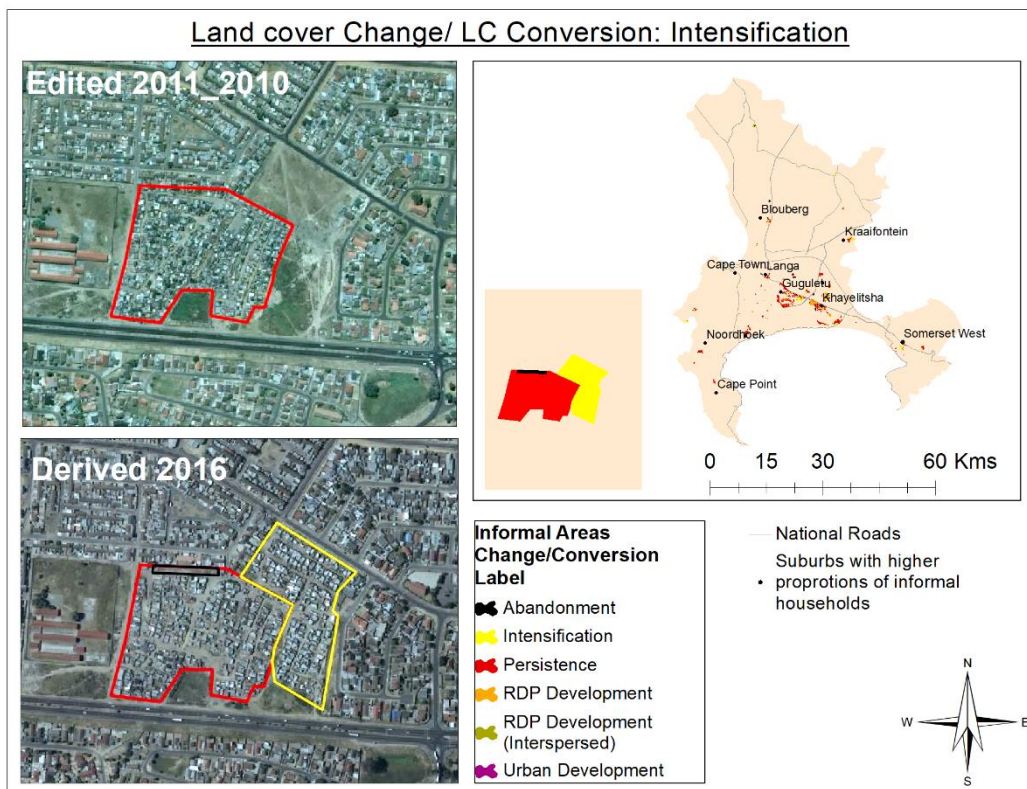 Land cover Change/ LC Conversion: Intensification
Edited 2011_2010
Blouberg
Kraaifontein
Cape Town
Langa
Guguletu
Khayelitsha
Noordhoek
Somerset West
Cape Point
0 15 30 60 Kms
Derived 2016
Informal Areas
Change/Conversion
Label
Abandonment
Intensification
Persistence
RDP Development
RDP Development
(Interspersed)
Urban Development
National Roads
Suburbs with higher
proprotions of informal
households
N
W
E
S